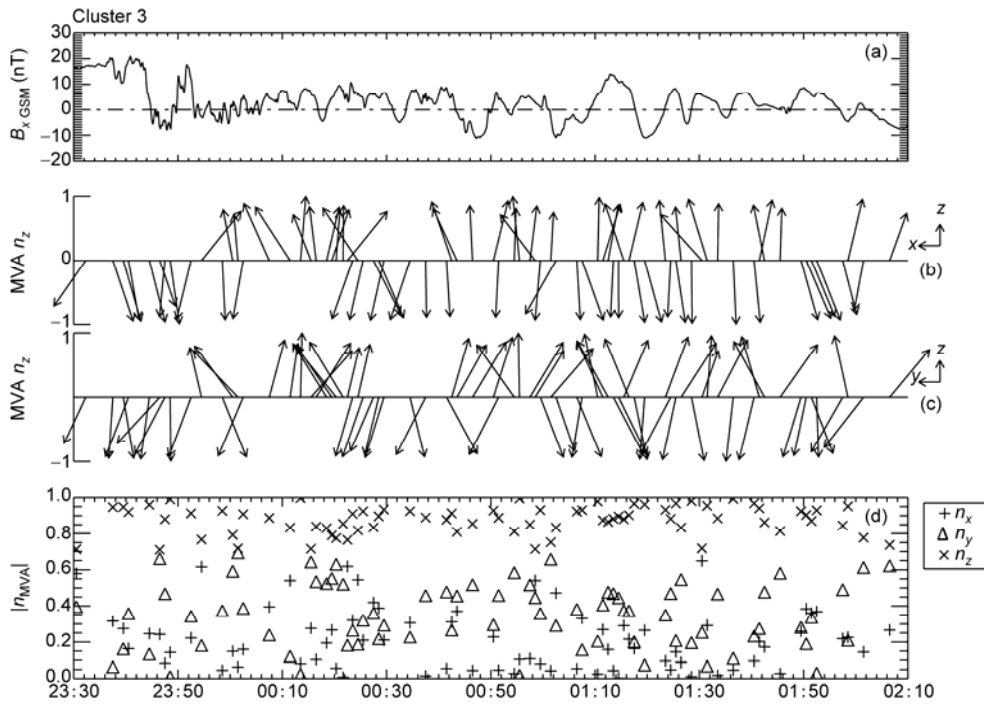 Cluster 3
(a)
30
20
10
0
−10
−20
B_x GSM (nT)
1
0
−1
MVA n_z
z
x
(b)
1
−1
MVA n_z
z
y
(c)
1.0
0.8
0.6
0.4
0.2
0.0
|n_MVA|
(d)
n_x
n_y
n_z
23:30 23:50 00:10 00:30 00:50 01:10 01:30 01:50 02:10